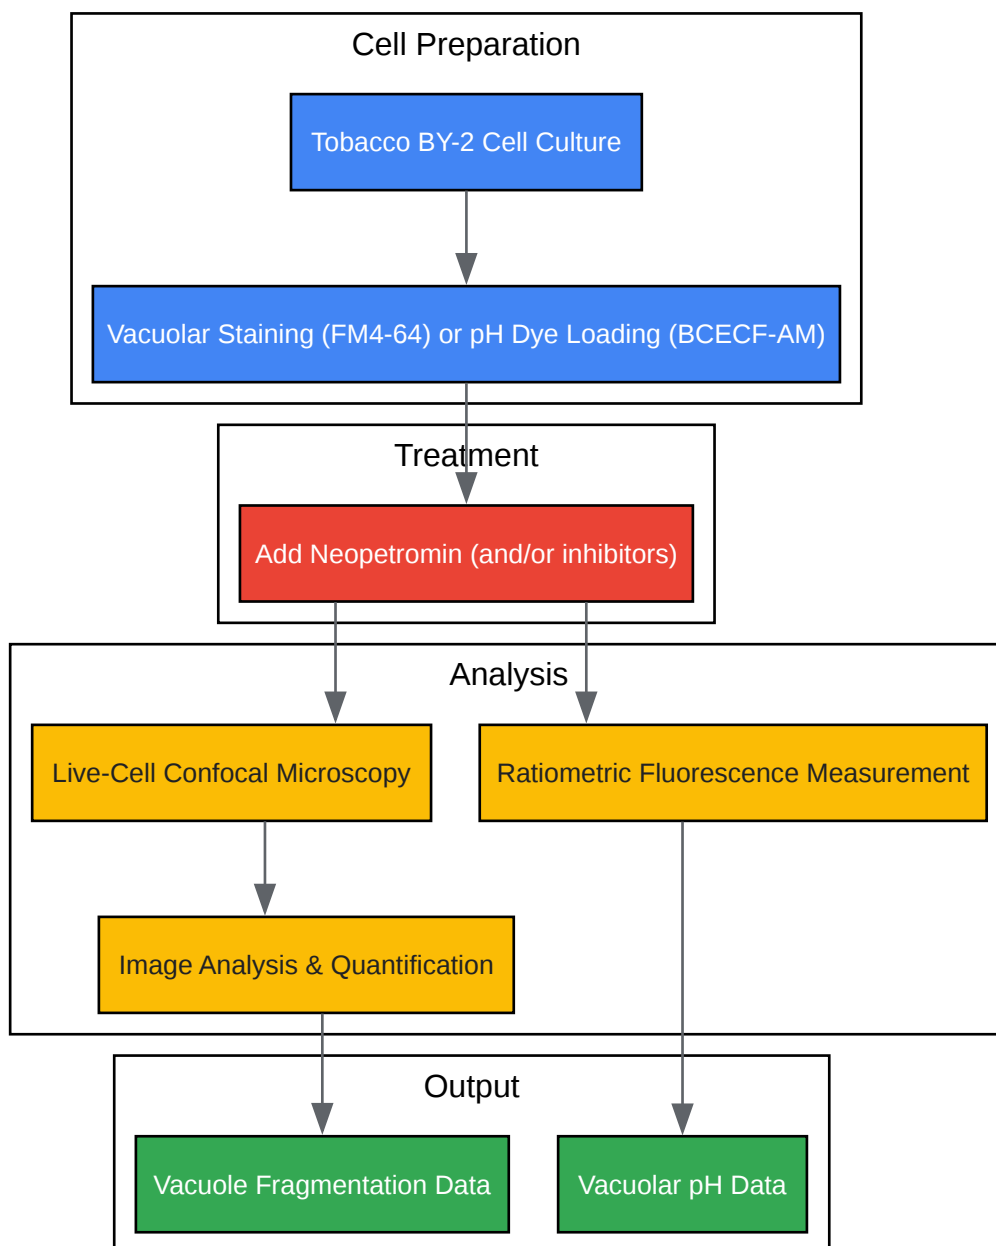 Cell Preparation
Tobacco BY-2 Cell Culture
Vacuolar Staining (FM4-64) or pH Dye Loading (BCECF-AM)
Treatment
Add Neopetromin (and/or inhibitors)
Analysis
Live-Cell Confocal Microscopy
Ratiometric Fluorescence Measurement
Image Analysis & Quantification
Output
Vacuole Fragmentation Data
Vacuolar pH Data